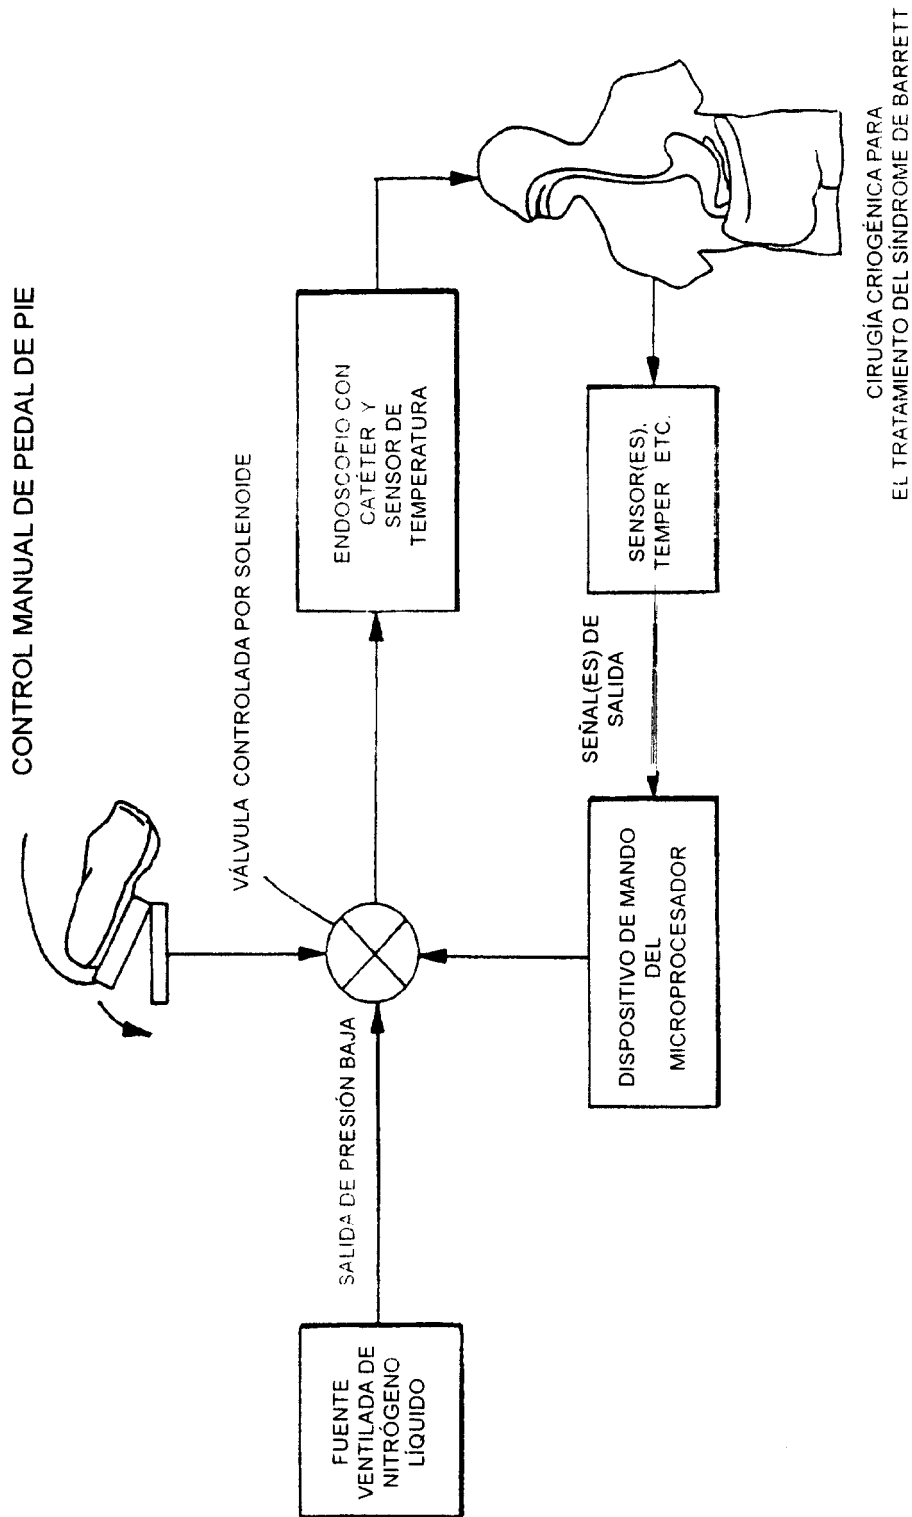 CONTROL MANUAL DE PEDAL DE PIE
VÁLVULA CONTROLADA POR SOLENOIDE
SALIDA DE PRESIÓN BAJA
FUENTE
VENTILADA DE
NITRÓGENO
LÍQUIDO
ENDOSCOFIO CON
CATÉTER Y
SENSOR DE
TEMPERATURA
SEÑAL(ES) DE
SALIDA
DISPOSITIVO DE MANDO
DEL
MICROPROCESADOR
SENSOR(ES),
TEMPER ETC.
CIRUGÍA CRIOGÉNICA PARA
EL TRATAMIENTO DEL SÍNDROME DE BARRETT